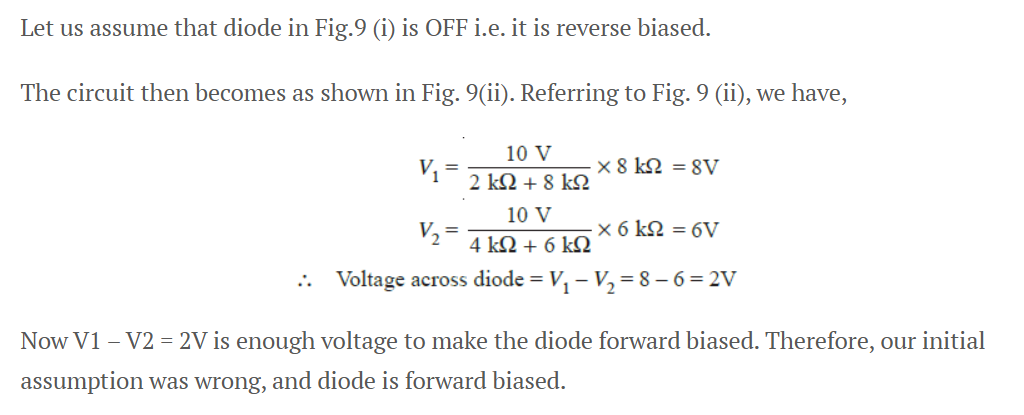 Let us assume that diode in Fig.9 (i) is OFF i.e. it is reverse biased.
The circuit then becomes as shown in Fig. 9(ii). Referring to Fig. 9 (ii), we have,
V₁ = 10 V / 2 kΩ + 8 kΩ × 8 kΩ = 8V
V₂ = 10 V / 4 kΩ + 6 kΩ × 6 kΩ = 6V
∴ Voltage across diode = V₁ – V₂ = 8 – 6 = 2V
Now V1 – V2 = 2V is enough voltage to make the diode forward biased. Therefore, our initial
assumption was wrong, and diode is forward biased.